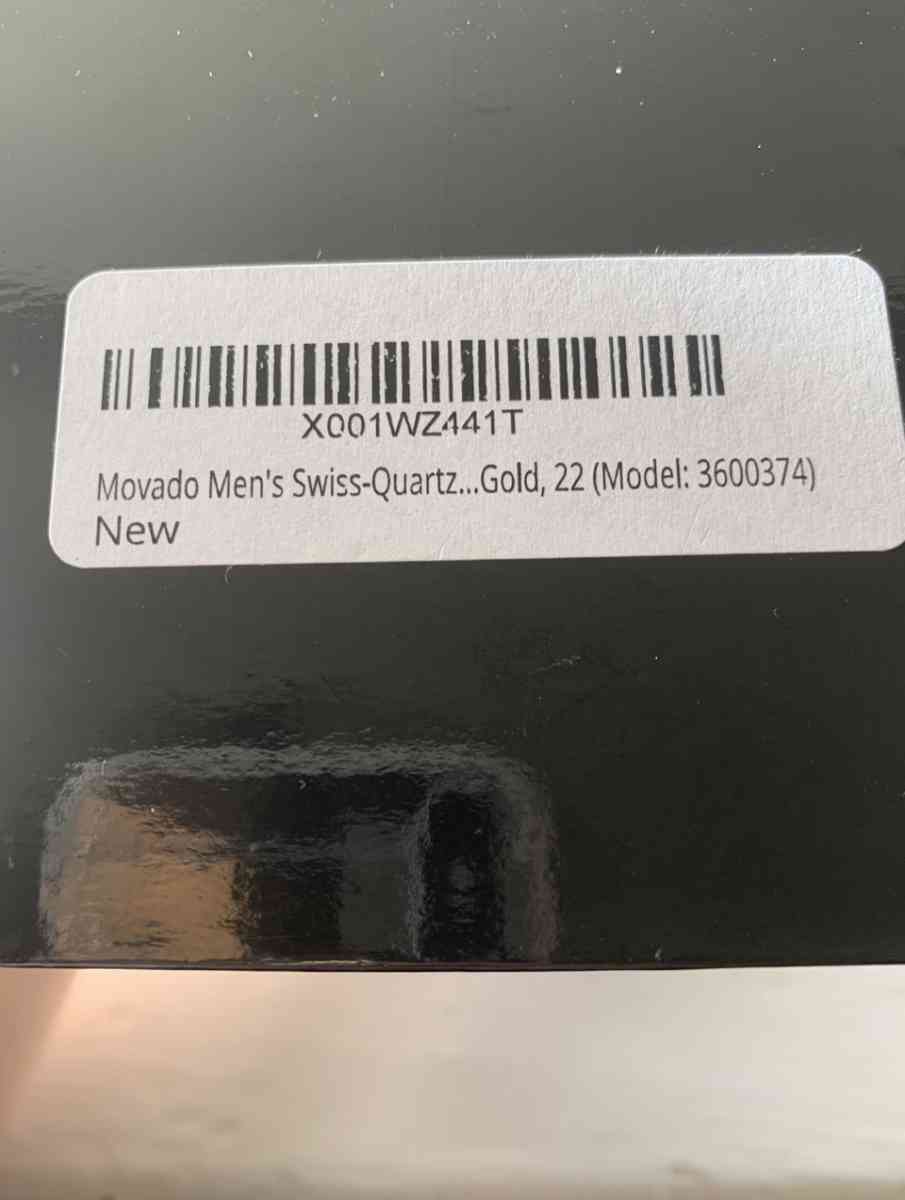 X001WZ441T
Movado Men's Swiss-Quartz...Gold, 22 (Model: 3600374)
New